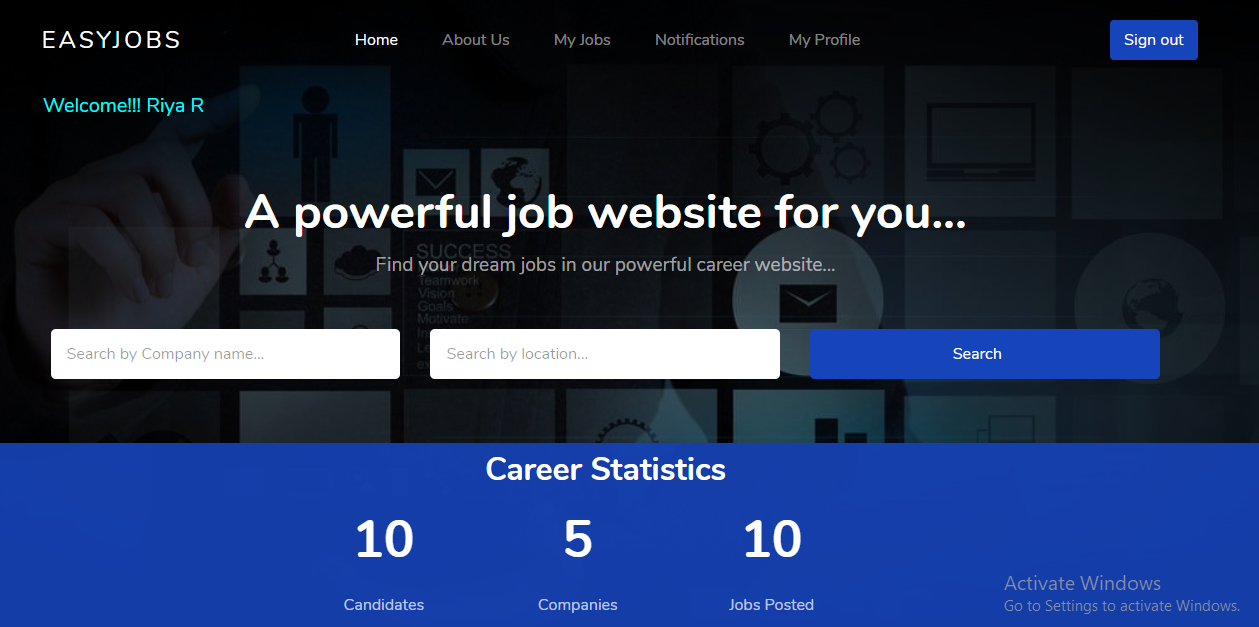 EASYJOBS Home About Us My Jobs Notifications My Profile Sign out
Welcome!!! Riya R
A powerful job website for you...
SUCCESS
Find your dream jobs in our powerful career website...
Teamwork
Vision
Goals
Motivate
Search by Company name... Search by location... Search
Career Statistics
10 5 10
Candidates Companies Jobs Posted
Activate Windows
Go to Settings to activate Windows.